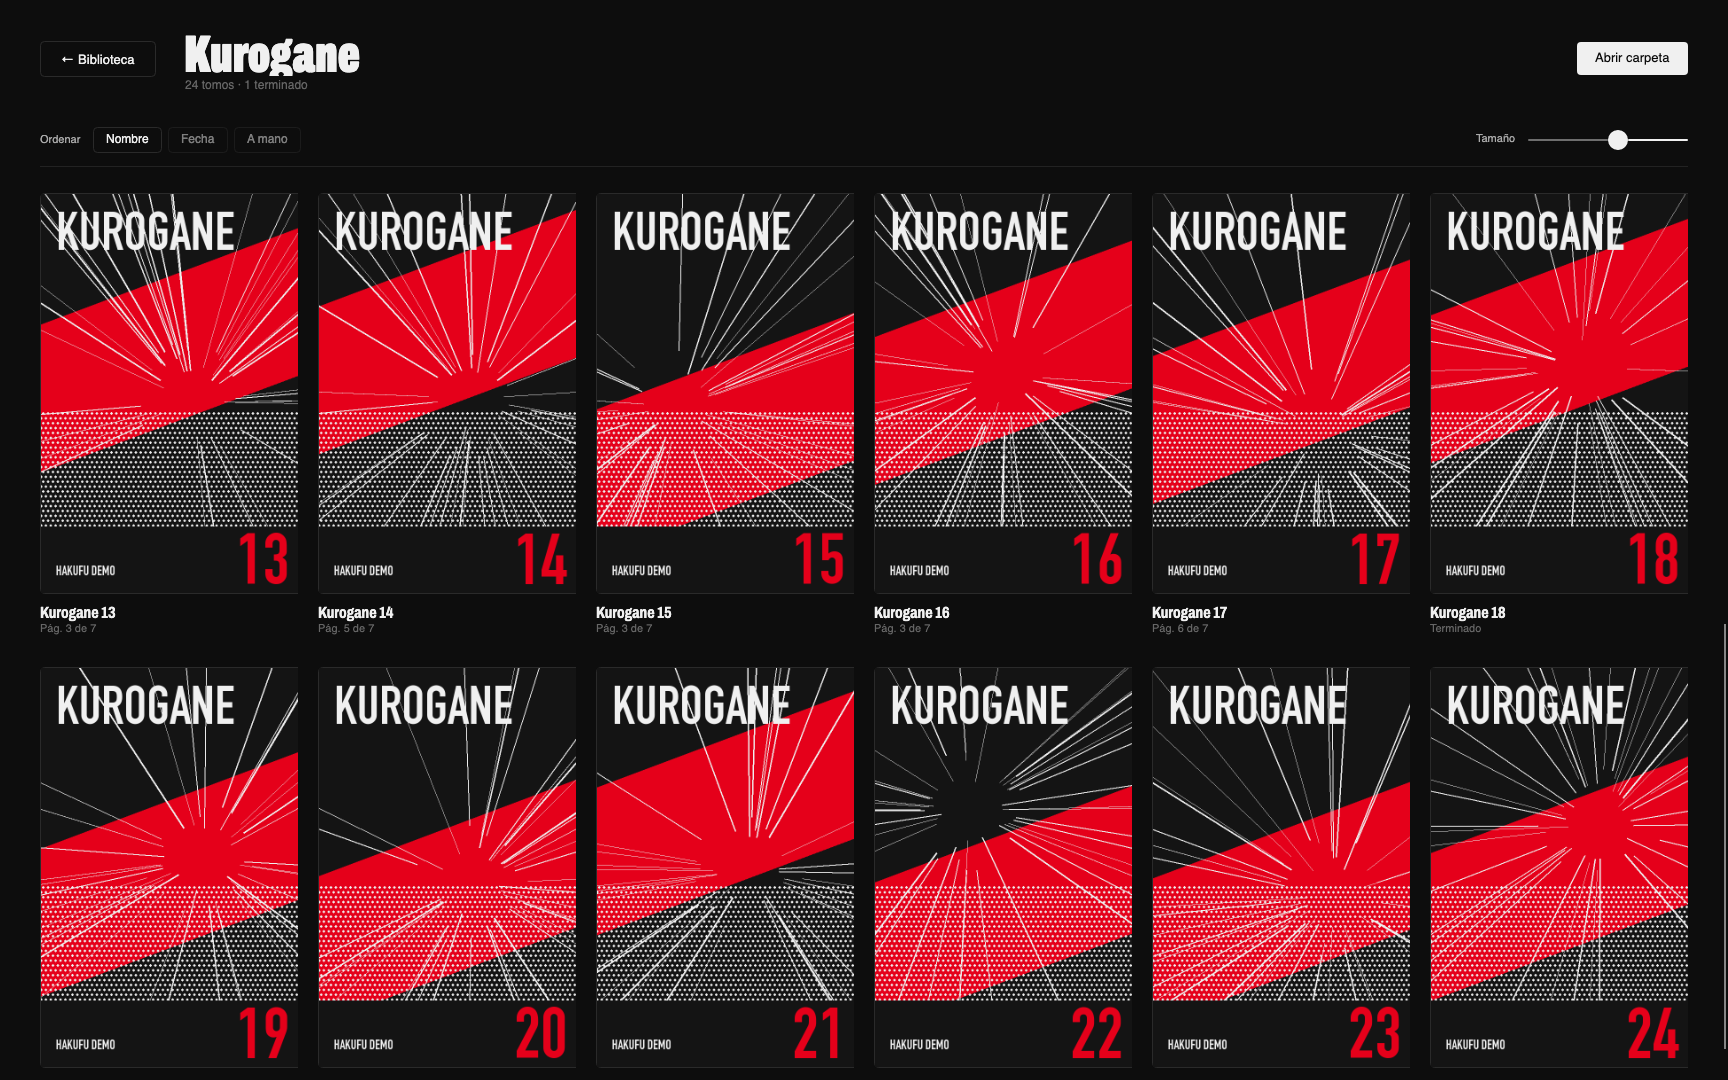 ← Biblioteca
Kurogane
24 tomos · 1 terminado
Abrir carpeta
Ordenar
Nombre
Fecha
A mano
Tamaño
KUROGANE
HAKUFU DEMO
13
Kurogane 13
Pág. 3 de 7
KUROGANE
HAKUFU DEMO
14
Kurogane 14
Pág. 5 de 7
KUROGANE
HAKUFU DEMO
15
Kurogane 15
Pág. 3 de 7
KUROGANE
HAKUFU DEMO
16
Kurogane 16
Pág. 3 de 7
KUROGANE
HAKUFU DEMO
17
Kurogane 17
Pág. 6 de 7
KUROGANE
HAKUFU DEMO
18
Kurogane 18
Terminado
KUROGANE
HAKUFU DEMO
19
KUROGANE
HAKUFU DEMO
20
KUROGANE
HAKUFU DEMO
21
KUROGANE
HAKUFU DEMO
22
KUROGANE
HAKUFU DEMO
23
KUROGANE
HAKUFU DEMO
24